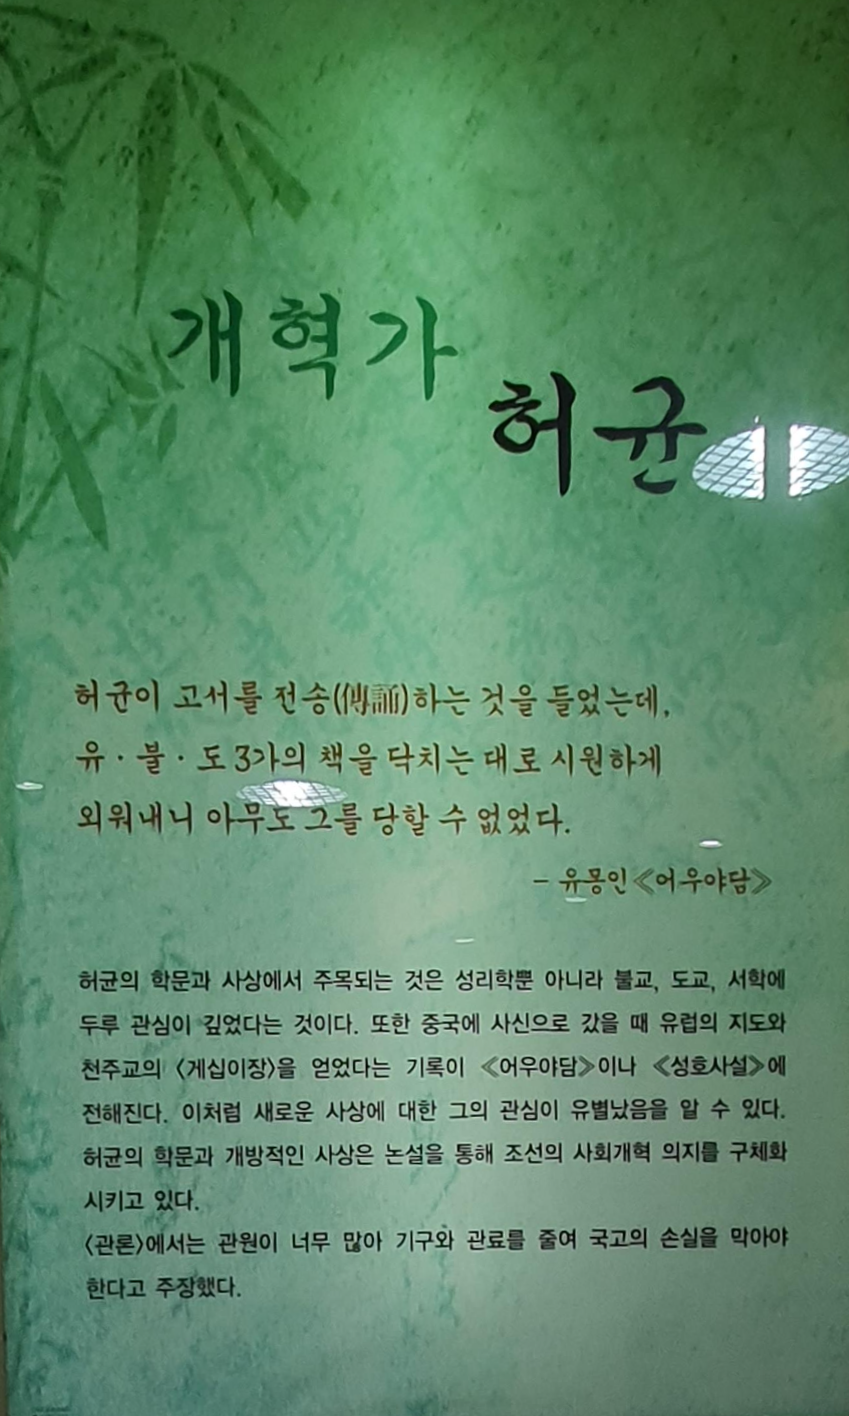 개혁가
허균
허균이 고서를 전송(傳誦)하는 것을 들었는데,
유·불·도 3가의 책을 닥치는 대로 시원하게
외워내니 아무도 그를 당할 수 없었다.
- 유몽인《어우야담》
허균의 학문과 사상에서 주목되는 것은 성리학뿐 아니라 불교, 도교, 서학에
두루 관심이 깊었다는 것이다. 또한 중국에 사신으로 갔을 때 유럽의 지도와
천주교의 〈게십이장〉을 얻었다는 기록이 《어우야담》이나 《성호사설》에
전해진다. 이처럼 새로운 사상에 대한 그의 관심이 유별났음을 알 수 있다.
허균의 학문과 개방적인 사상은 논설을 통해 조선의 사회개혁 의지를 구체화
시키고 있다.
〈관론〉에서는 관원이 너무 많아 기구와 관료를 줄여 국고의 손실을 막아야
한다고 주장했다.